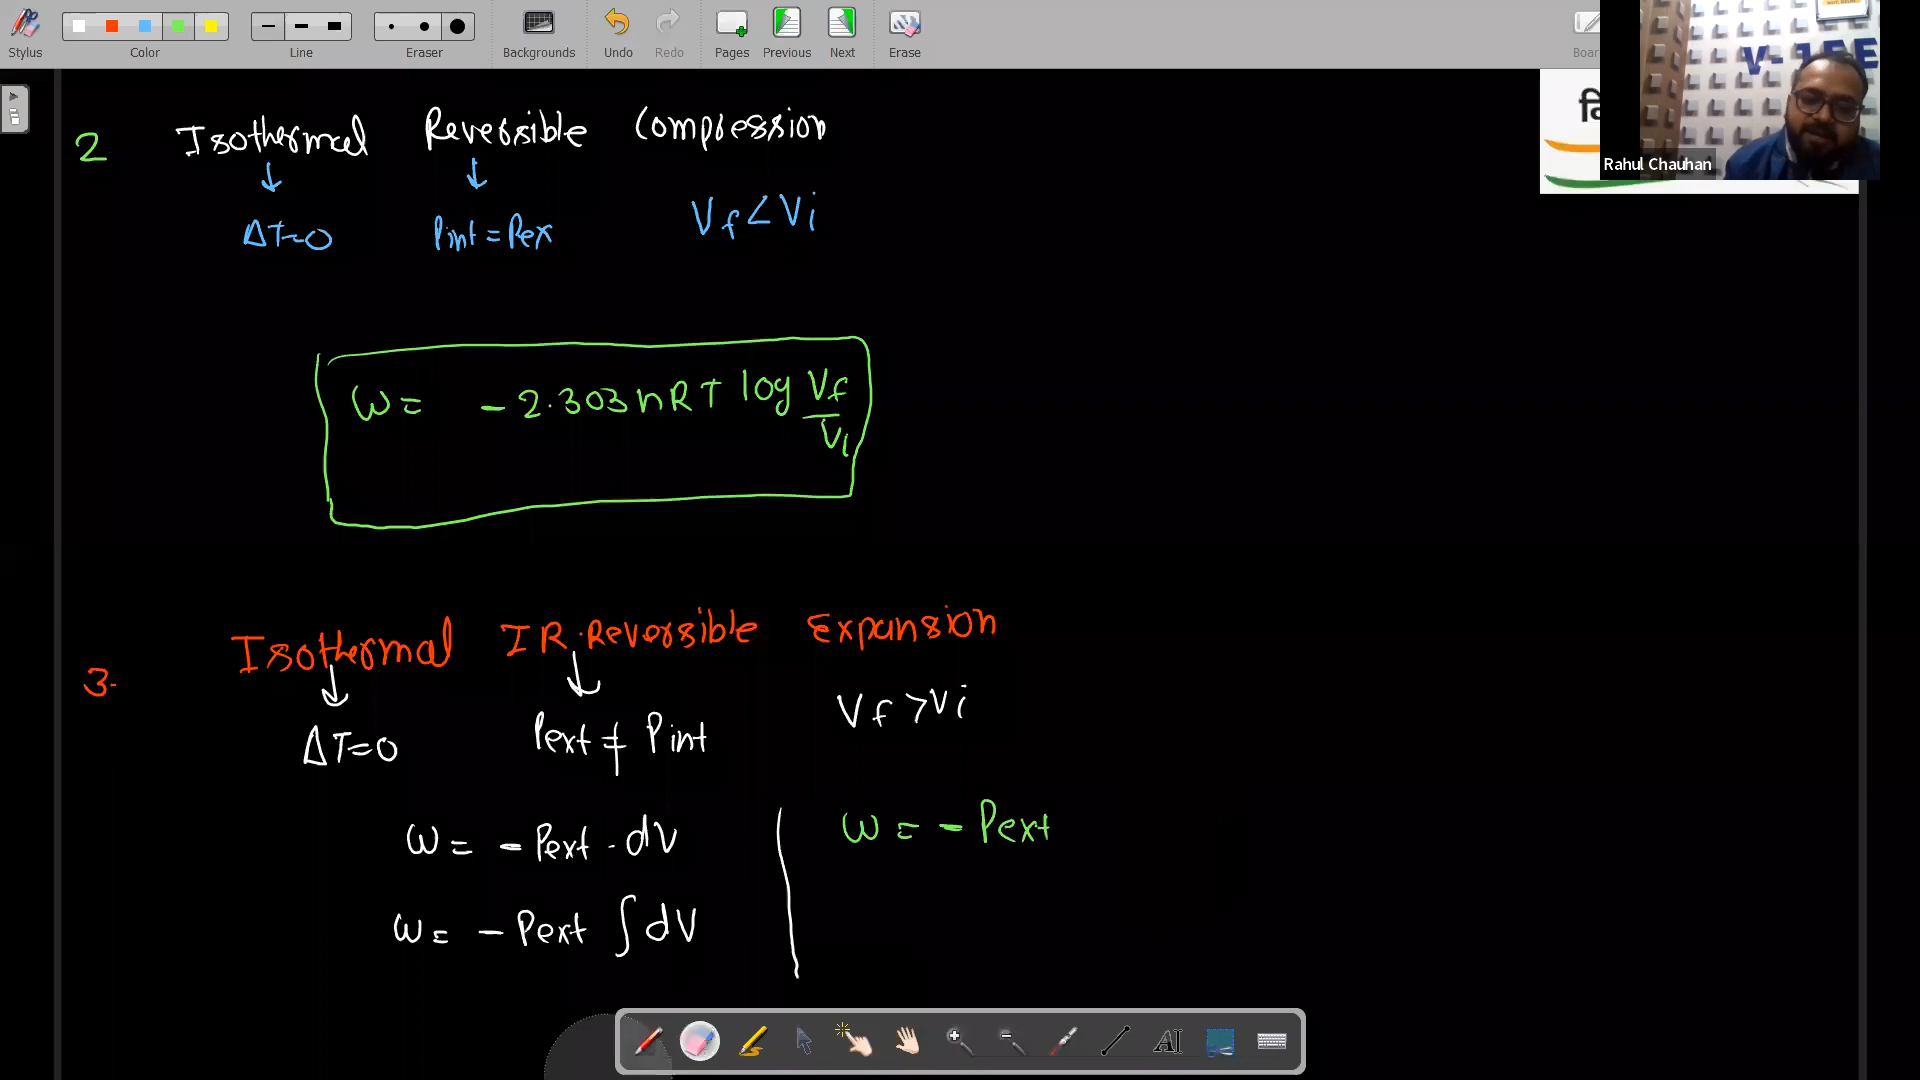 Stylus Color Line Eraser Backgrounds Undo Redo Pages Previous Next Erase
V-JEE
Rahul Chauhan
2 Isothermal Reversible Compression
ΔT=0 Pint = Pex Vf < Vi
W = - 2.303 nRT log Vf/Vi
3. Isothermal IR.Reversible Expansion
ΔT=0 Pext ≠ Pint Vf > Vi
W = - Pext . dV
W = - Pext
W = - Pext ∫ dV